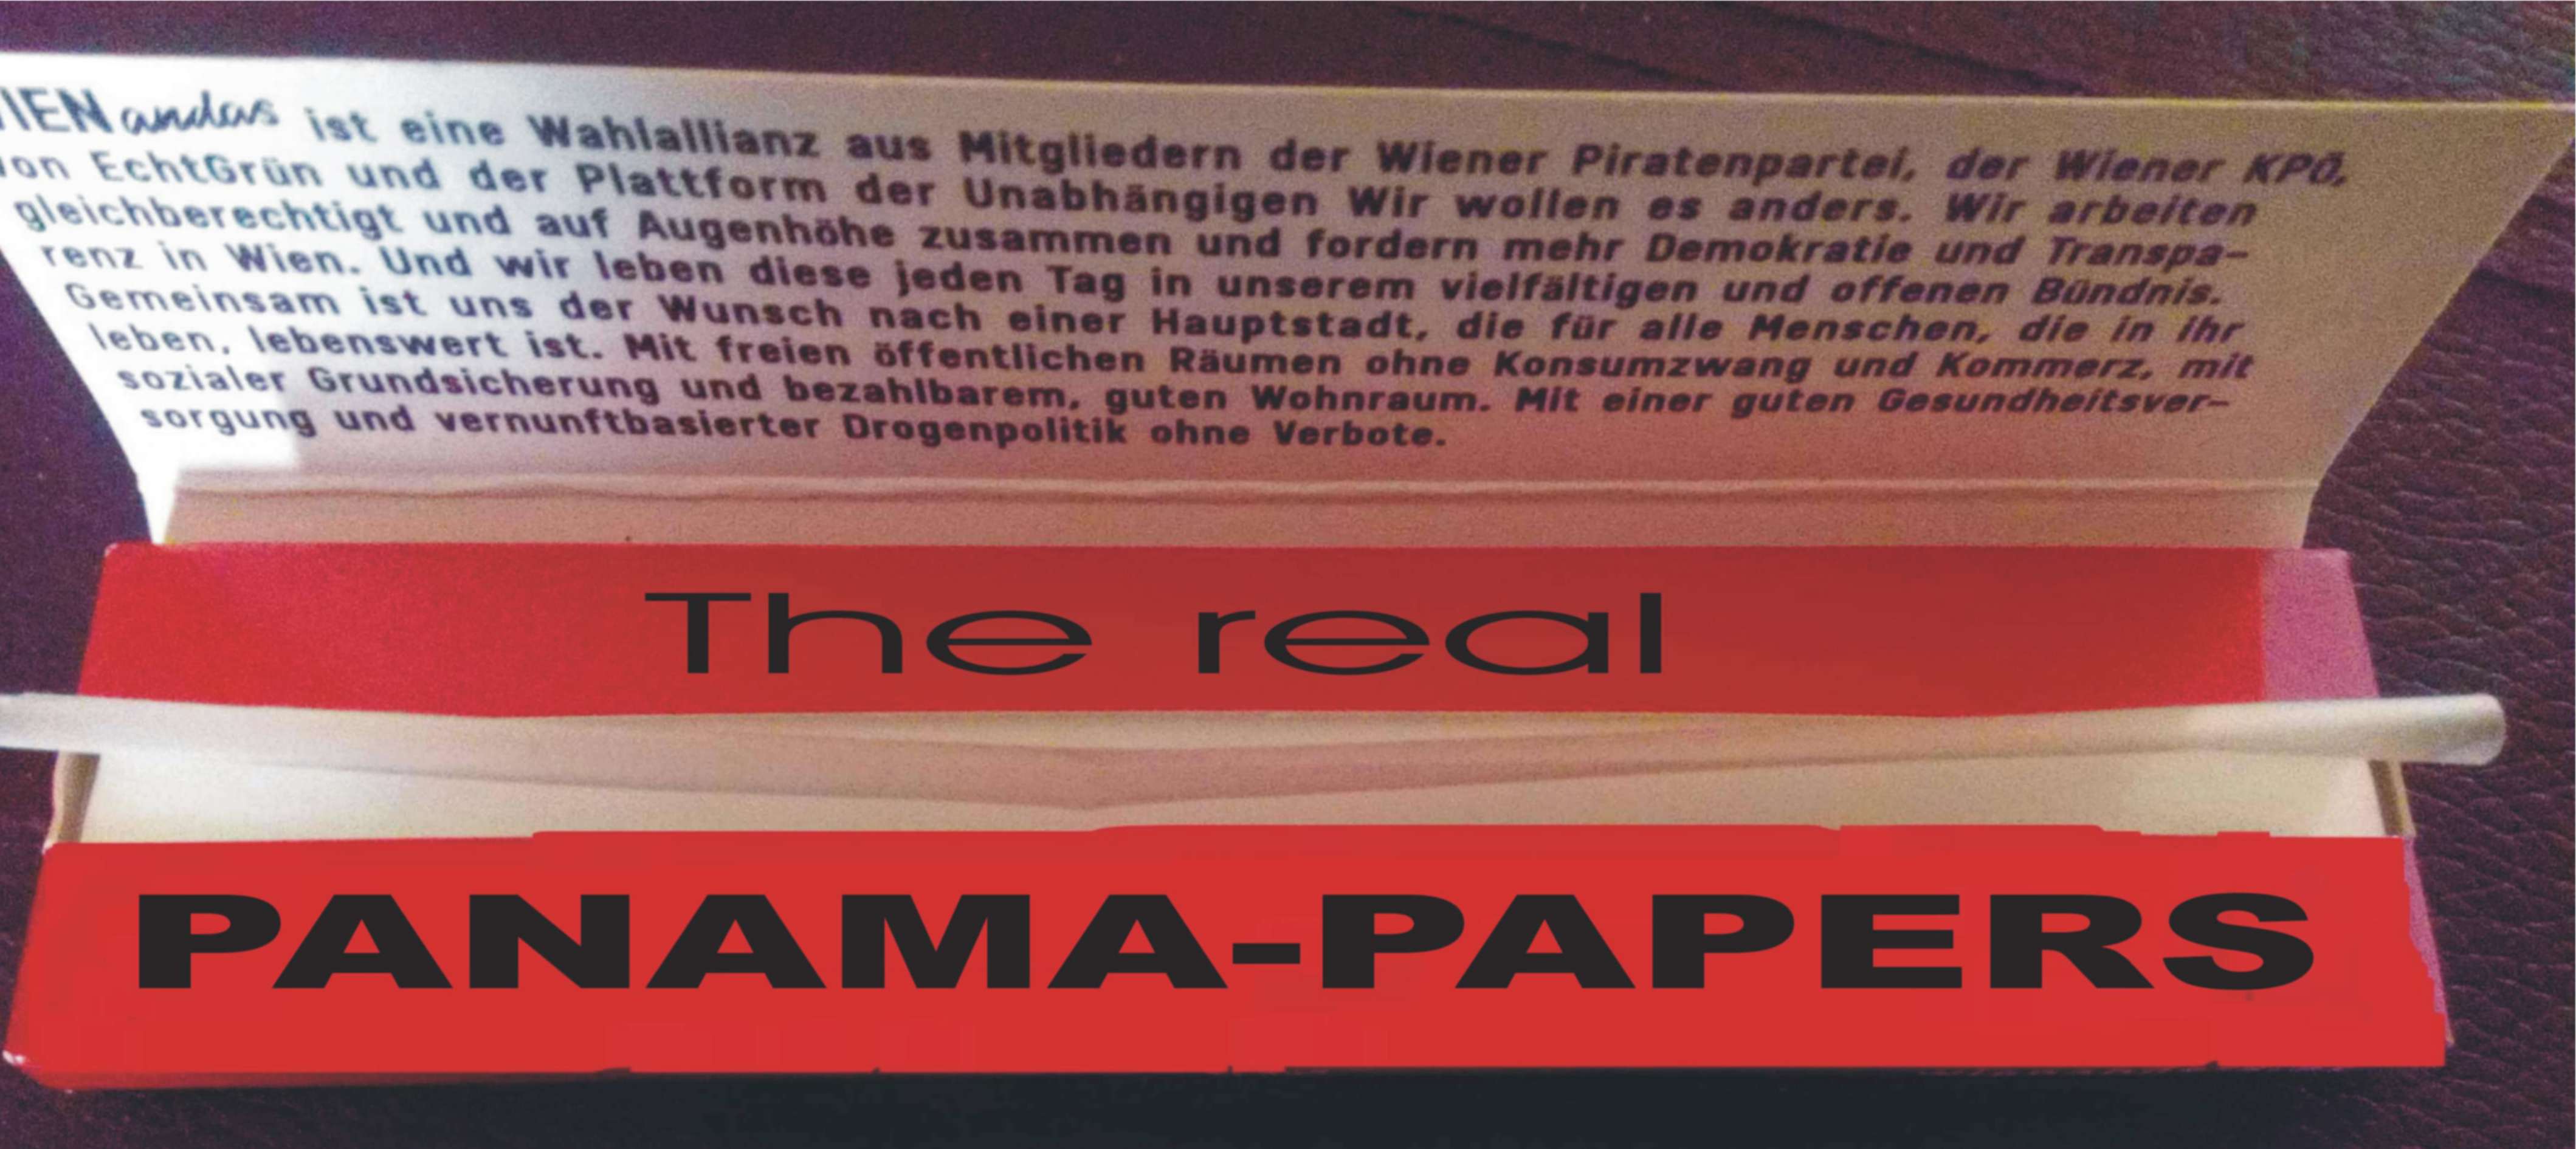 IEN andas ist eine Wahlallianz aus Mitgliedern der Wiener Piratenpartei, der Wiener KPÖ,
von EchtGrün und der Plattform der Unabhängigen Wir wollen es anders. Wir arbeiten
gleichberechtigt und auf Augenhöhe zusammen und fordern mehr Demokratie und Transpa-
renz in Wien. Und wir leben diese jeden Tag in unserem vielfältigen und offenen Bündnis.
Gemeinsam ist uns der Wunsch nach einer Hauptstadt, die für alle Menschen, die in ihr
leben, lebenswert ist. Mit freien öffentlichen Räumen ohne Konsumzwang und Kommerz, mit
sozialer Grundsicherung und bezahlbarem, guten Wohnraum. Mit einer guten Gesundheitsver-
sorgung und vernunftbasierter Drogenpolitik ohne Verbote.
The real
PANAMA-PAPERS